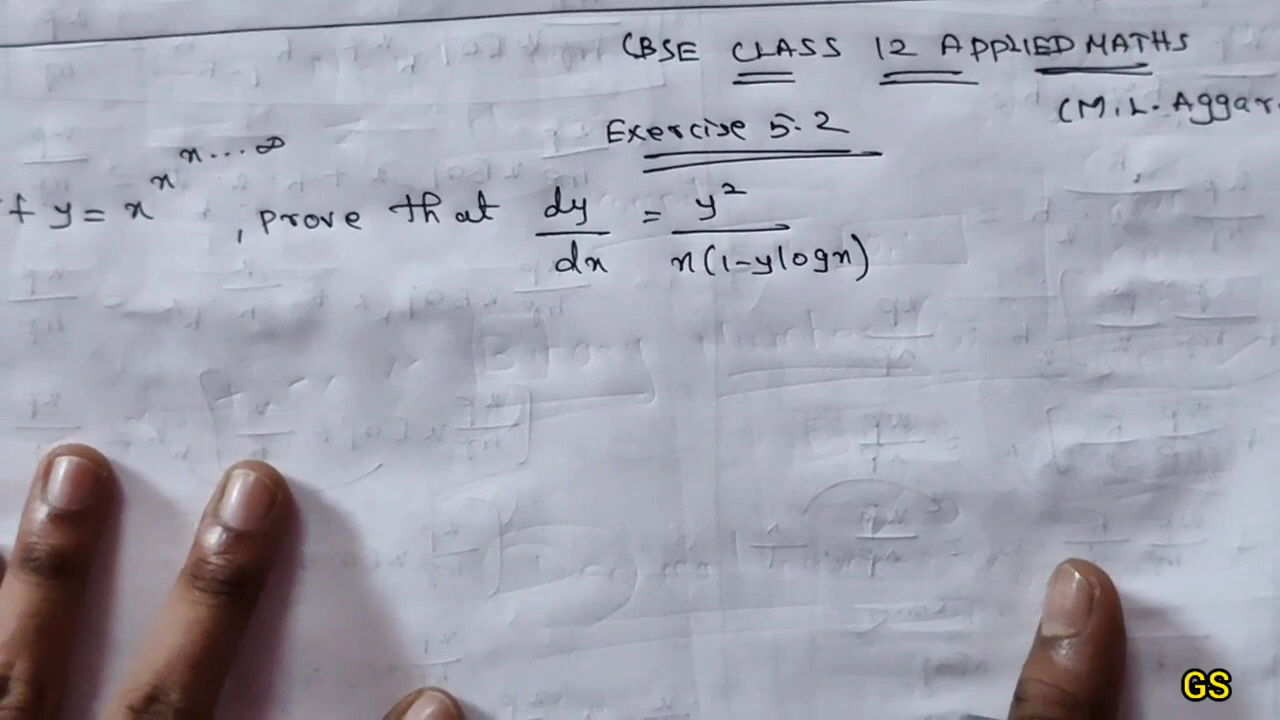 CBSE CLASS 12 APPLIED MATHS
(M.L. Aggar
Exercise 5.2
f y = x^x^x...∞ , prove that dy/dx = y²/x(1-ylogx)
GS